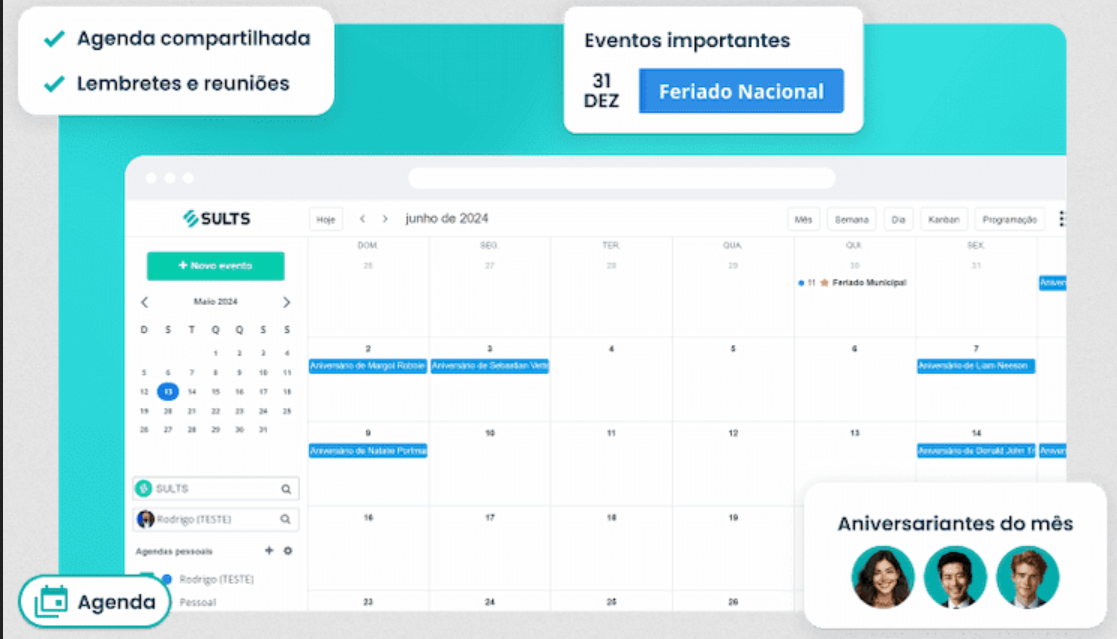 Agenda compartilhada
Lembretes e reuniões
Eventos importantes
31
DEZ
Feriado Nacional
SULTS
Hoje
junho de 2024
Mês
Semana
Dia
Kanban
Programação
+ Novo evento
Maio 2024
D S T Q Q S S
1 2 3 4
5 6 7 8 9 10 11
12 13 14 15 16 17 18
19 20 21 22 23 24 25
26 27 28 29 30 31
SULTS
Rodrigo (TESTE)
Agendas pessoais
Rodrigo (TESTE)
Pessoal
Agenda
DOM. SEG. TER. QUA. QUI. SEX.
26 27 28 29 30 31
11 Feriado Municipal
Aniver
2 3 4 5 6 7
Aniversário de Margot Robbie
Aniversário de Sebastian Vett
Aniversário de Liam Neeson
9 10 11 12 13 14
Aniversário de Natalie Portma
Aniversário de Donald John Tr
Aniver
16 17 18 19
23 24 25 26
Aniversariantes do mês